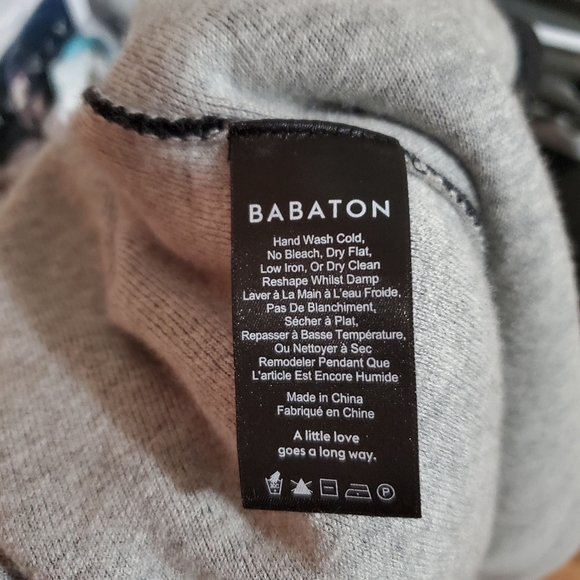 BABATON
Hand Wash Cold,
No Bleach, Dry Flat,
Low Iron, Or Dry Clean
Reshape Whilst Damp
Laver à La Main à L'eau Froide,
Pas De Blanchiment,
Sécher à Plat,
Repasser à Basse Température,
Ou Nettoyer à Sec
Remodeler Pendant Que
L'article Est Encore Humide
Made in China
Fabriqué en Chine
A little love
goes a long way.
30C P